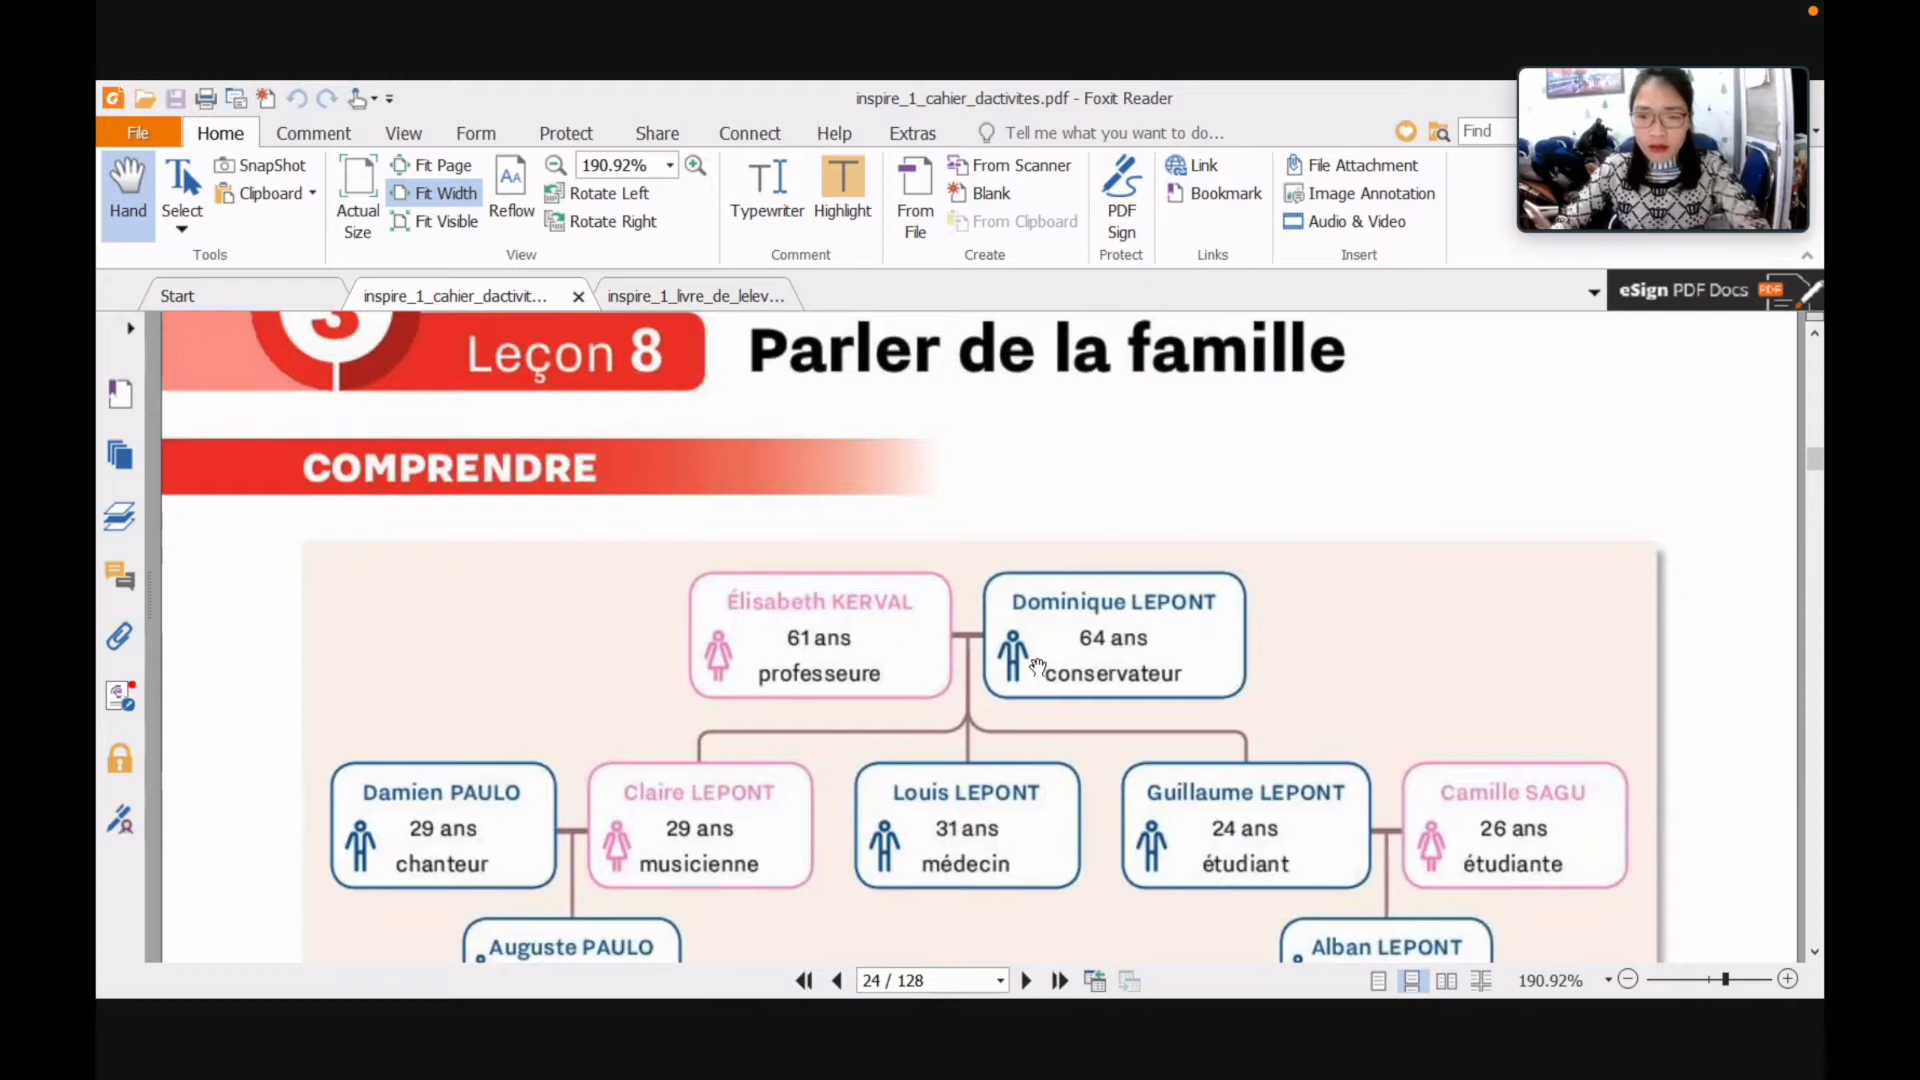 inspire_1_cahier_dactivites.pdf - Foxit Reader
File
Home
Comment
View
Form
Protect
Share
Connect
Help
Extras
Tell me what you want to do...
Find
Hand
Select
SnapShot
Clipboard
Tools
Actual
Size
Fit Page
Fit Width
Fit Visible
Reflow
190.92%
Rotate Left
Rotate Right
View
Typewriter
Highlight
Comment
From
File
From Scanner
Blank
From Clipboard
Create
PDF
Sign
Protect
Link
Bookmark
Links
File Attachment
Image Annotation
Audio & Video
Insert
Start
inspire_1_cahier_dactivit...
inspire_1_livre_de_lelev...
eSign PDF Docs
PDF
3
Leçon 8
Parler de la famille
COMPRENDRE
Élisabeth KERVAL
61 ans
professeure
Dominique LEPONT
64 ans
conservateur
Damien PAULO
29 ans
chanteur
Claire LEPONT
29 ans
musicienne
Louis LEPONT
31 ans
médecin
Guillaume LEPONT
24 ans
étudiant
Camille SAGU
26 ans
étudiante
Auguste PAULO
Alban LEPONT
24 / 128
190.92%